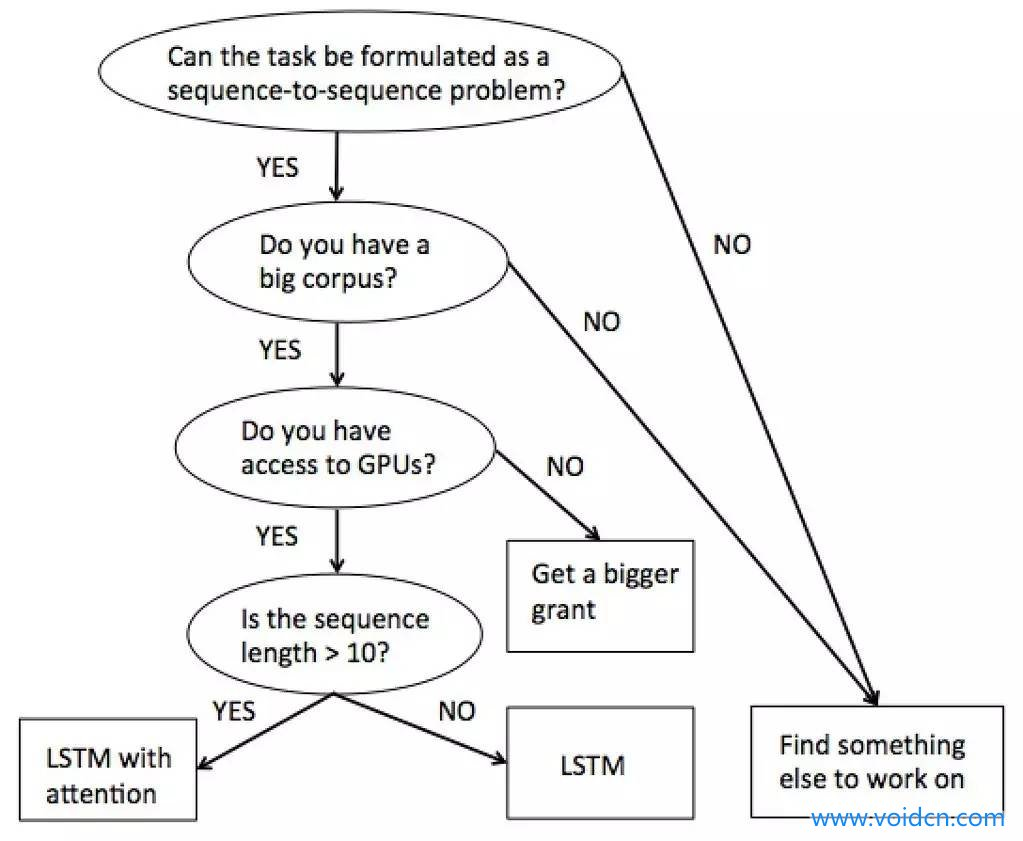 Can the task be formulated as a
sequence-to-sequence problem?
YES
NO
Do you have a
big corpus?
NO
YES
Do you have
access to GPUs?
NO
YES
Get a bigger
grant
Is the sequence
length > 10?
YES
NO
LSTM with
attention
LSTM
Find something
else to work on
www.voidcn.com